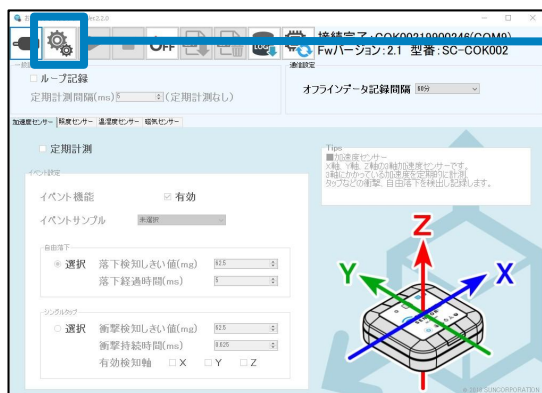 Ver.2.2.0
OFF
LOG
接続完了:COK00219900246(COM9)
Fwバージョン:2.1 型番:SC-COK002
ループ記録
定期計測間隔(ms) 5 (定期計測なし)
通信設定
オフラインデータ記録間隔 60分
加速度センサー 照度センサー 温湿度センサー 磁気センサー
定期計測
イベント設定
イベント機能 有効
イベントサンプル 未選択
自由落下
選択 落下検知しきい値(mg) 62.5
落下経過時間(ms) 5
シングルタップ
選択 衝撃検知しきい値(mg) 62.5
衝撃持続時間(ms) 0.625
有効検知軸 X Y Z
Tips
■加速度センサー
X軸、Y軸、Z軸の3軸加速度センサーです。
3軸にかかっている加速度を定期的に計測、
タップなどの衝撃、自由落下を検出し記録します。
Z
Y
X
© 2019 SUNCORPORATION